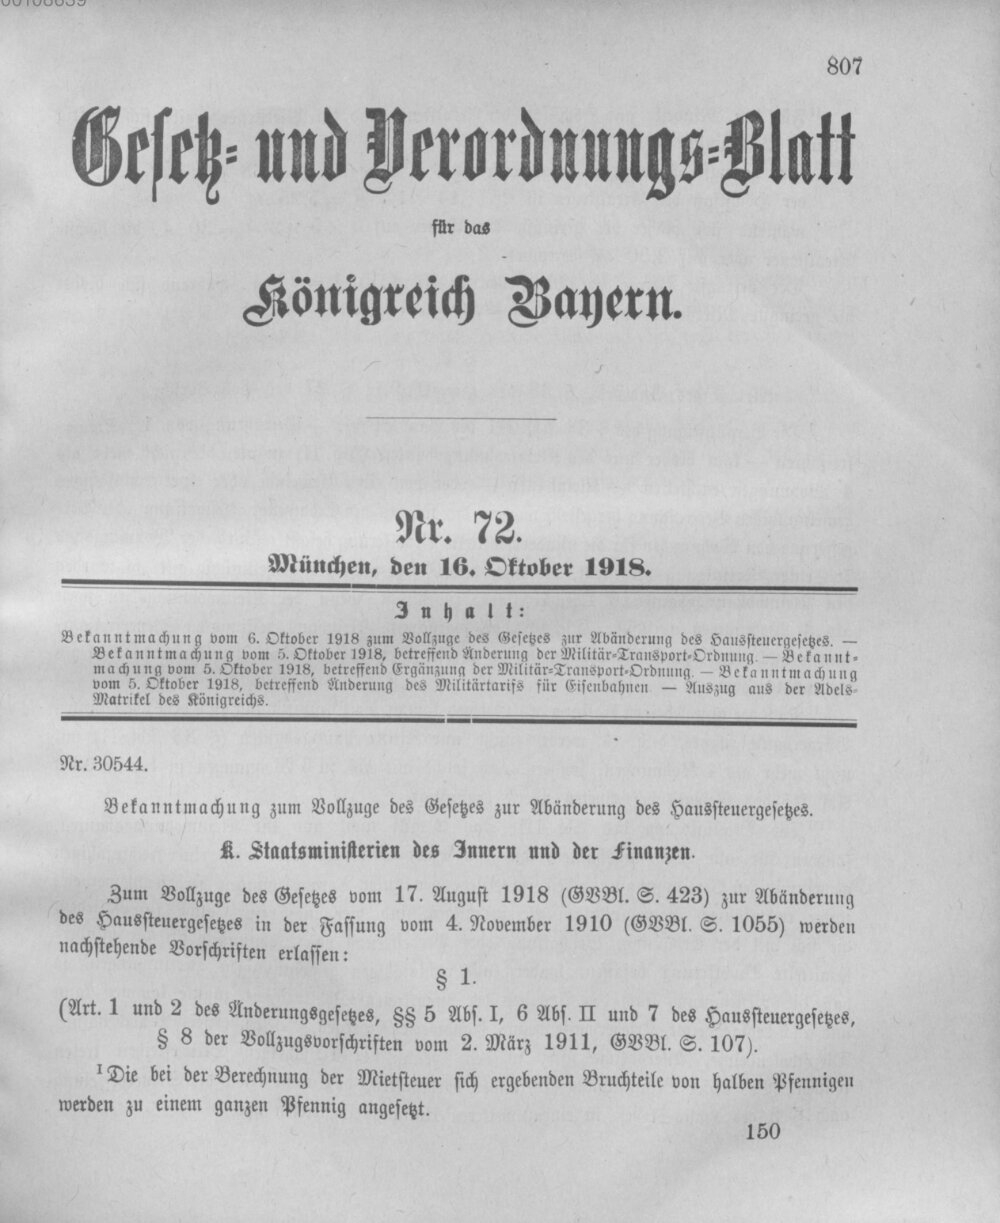 807
Gesetz- und Verordnungs-Blatt
für das
Königreich Bayern.
Nr. 72.
München, den 16. Oktober 1918.
Inhalt:
Bekanntmachung vom 6. Oktober 1918 zum Vollzuge des Gesetzes zur Abänderung des Haussteuergesetzes. —
Bekanntmachung vom 5. Oktober 1918, betreffend Änderung der Militär-Transport-Ordnung. — Bekannt-
machung vom 5. Oktober 1918, betreffend Ergänzung der Militär-Transport-Ordnung. — Bekanntmachung
vom 5. Oktober 1918, betreffend Änderung des Militärtarifs für Eisenbahnen. — Auszug aus der Adels-
Matrikel des Königreichs.
Nr. 30544.
Bekanntmachung zum Vollzuge des Gesetzes zur Abänderung des Haussteuergesetzes.
K. Staatsministerien des Innern und der Finanzen.
Zum Vollzuge des Gesetzes vom 17. August 1918 (GVBl. S. 423) zur Abänderung
des Haussteuergesetzes in der Fassung vom 4. November 1910 (GVBl. S. 1055) werden
nachstehende Vorschriften erlassen:
§ 1.
(Art. 1 und 2 des Änderungsgesetzes, §§ 5 Abs. I, 6 Abs. II und 7 des Haussteuergesetzes,
§ 8 der Vollzugsvorschriften vom 2. März 1911, GVBl. S. 107).
I Die bei der Berechnung der Mietsteuer sich ergebenden Bruchteile von halben Pfennigen
werden zu einem ganzen Pfennig angesetzt.
150